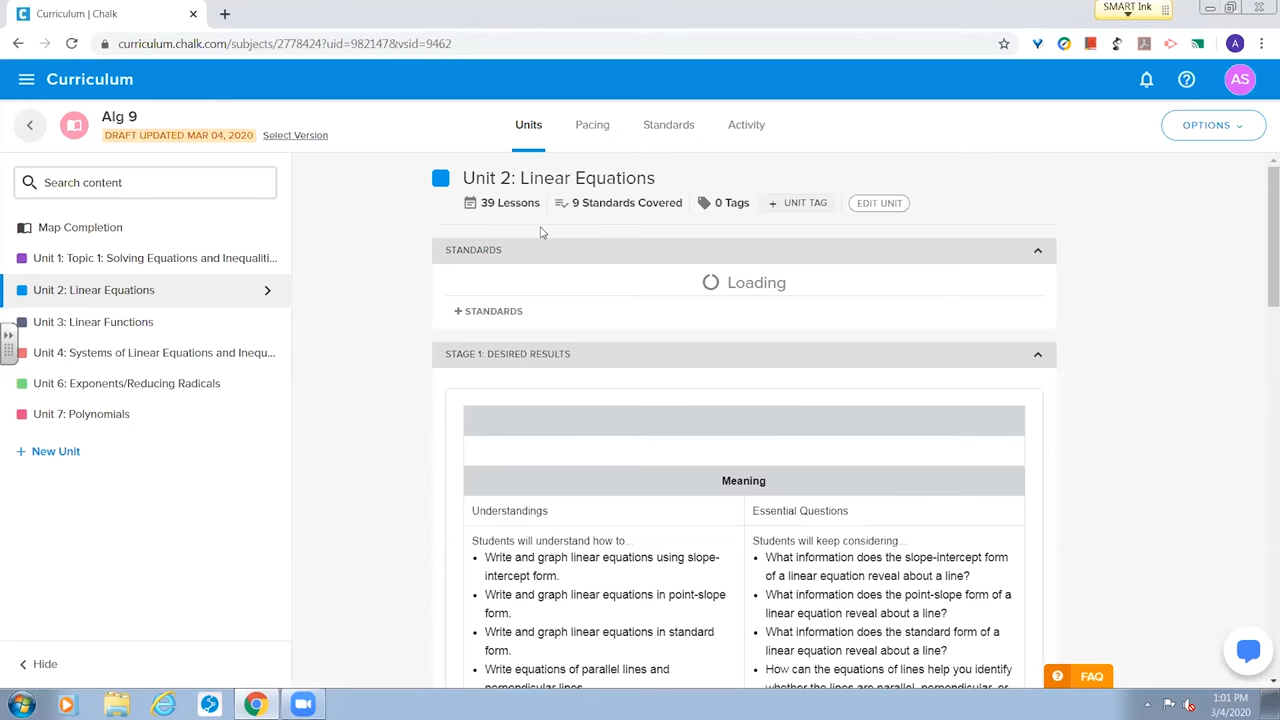 Curriculum | Chalk
SMART Ink
curriculum.chalk.com/subjects/2778424?uid=982147&vsid=9462
A
Curriculum
AS
Alg 9
DRAFT UPDATED MAR 04, 2020 Select Version
Units Pacing Standards Activity
OPTIONS
Search content
Map Completion
Unit 1: Topic 1: Solving Equations and Inequaliti...
Unit 2: Linear Equations
Unit 3: Linear Functions
Unit 4: Systems of Linear Equations and Inequ...
Unit 6: Exponents/Reducing Radicals
Unit 7: Polynomials
+ New Unit
Hide
Unit 2: Linear Equations
39 Lessons 9 Standards Covered 0 Tags + UNIT TAG EDIT UNIT
STANDARDS
Loading
+ STANDARDS
STAGE 1: DESIRED RESULTS
Meaning
Understandings
Students will understand how to...
• Write and graph linear equations using slope-
intercept form.
• Write and graph linear equations in point-slope
form.
• Write and graph linear equations in standard
form.
• Write equations of parallel lines and
perpendicular lines.
Essential Questions
Students will keep considering...
• What information does the slope-intercept form
of a linear equation reveal about a line?
• What information does the point-slope form of a
linear equation reveal about a line?
• What information does the standard form of a
linear equation reveal about a line?
• How can the equations of lines help you identify
whether the lines are parallel, perpendicular, or
? FAQ
1:01 PM
3/4/2020